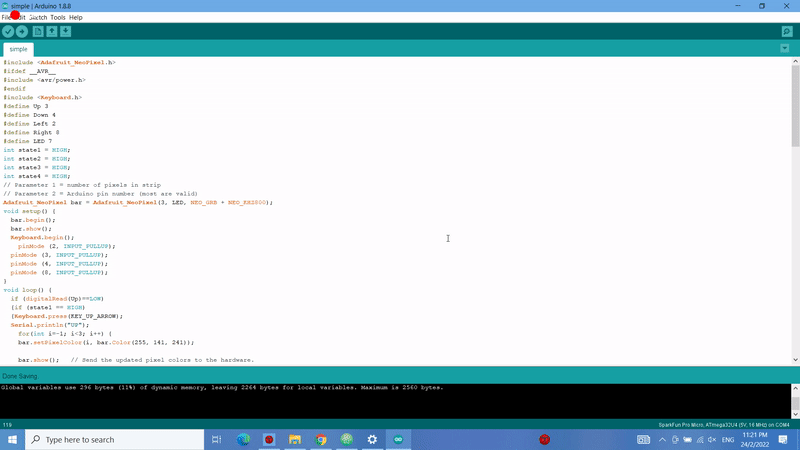 simple | Arduino 1.8.8
File Edit Sketch Tools Help
simple
#include <Adafruit_NeoPixel.h>
#ifdef __AVR__
#include <avr/power.h>
#endif
#include <Keyboard.h>
#define Up 3
#define Down 4
#define Left 2
#define Right 8
#define LED 7
int state1 = HIGH;
int state2 = HIGH;
int state3 = HIGH;
int state4 = HIGH;
// Parameter 1 = number of pixels in strip
// Parameter 2 = Arduino pin number (most are valid)
Adafruit_NeoPixel bar = Adafruit_NeoPixel(3, LED, NEO_GRB + NEO_KHZ800);
void setup() {
bar.begin();
bar.show();
Keyboard.begin();
pinMode (2, INPUT_PULLUP);
pinMode (3, INPUT_PULLUP);
pinMode (4, INPUT_PULLUP);
pinMode (8, INPUT_PULLUP);
}
void loop() {
if (digitalRead(Up)==LOW)
{if (state1 == HIGH)
{Keyboard.press(KEY_UP_ARROW);
Serial.println("UP");
for(int i=-1; i<3; i++) {
bar.setPixelColor(i, bar.Color(255, 141, 241));
bar.show(); // Send the updated pixel colors to the hardware.
Done Saving.
Global variables use 296 bytes (11%) of dynamic memory, leaving 2264 bytes for local variables. Maximum is 2560 bytes.
119
SparkFun Pro Micro, ATmega32U4 (5V, 16 MHz) on COM4
Type here to search
ENG
11:21 PM
24/2/2022